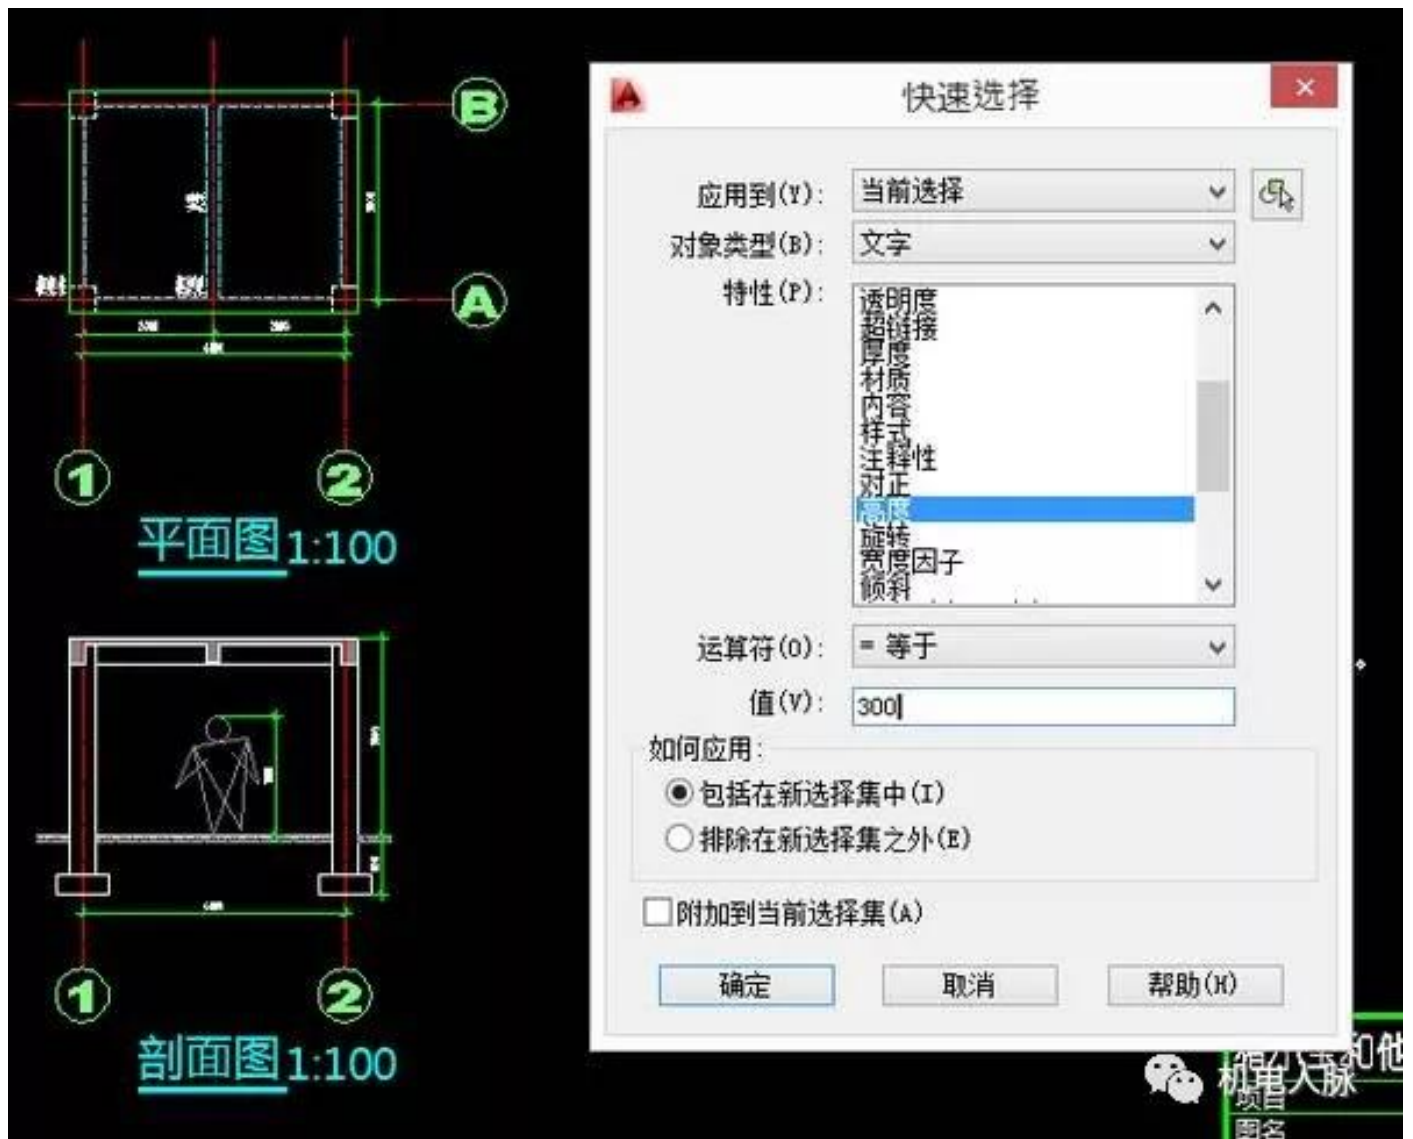 B
A
1
2
平面图1:100
1
2
剖面图1:100
快速选择
应用到(Y):
当前选择
对象类型(B):
文字
特性(P):
透明度
超链接
厚度
材质
内容
样式
注释性
对正
高度
旋转
宽度因子
倾斜
运算符(O):
= 等于
值(V):
300
如何应用:
包括在新选择集中(I)
排除在新选择集之外(E)
附加到当前选择集(A)
确定
取消
帮助(H)
和他
机电人脉
项目
图名